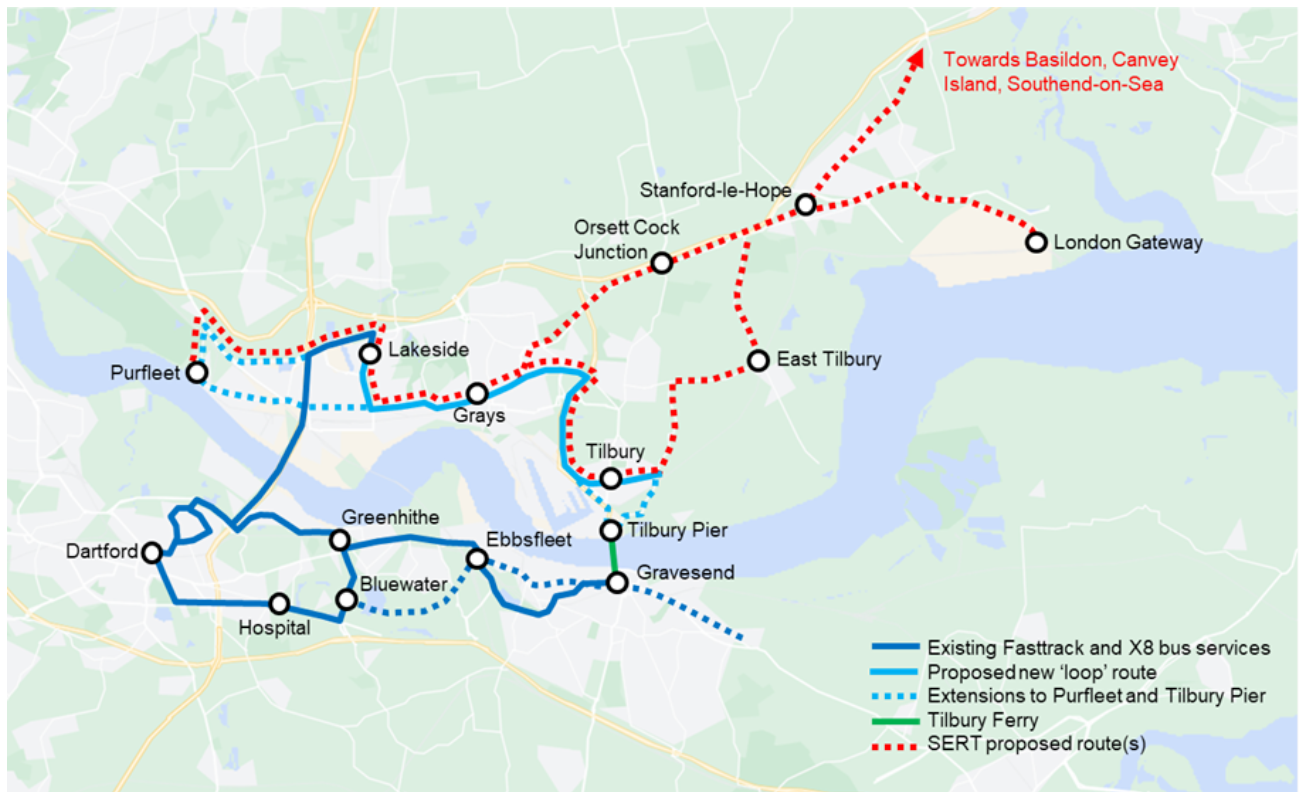 Towards Basildon, Canvey
Island, Southend-on-Sea
Stanford-le-Hope
Orsett Cock
Junction
London Gateway
Lakeside
East Tilbury
Purfleet
Grays
Tilbury
Greenhithe
Tilbury Pier
Ebbsfleet
Dartford
Gravesend
Bluewater
Hospital
Existing Fasttrack and X8 bus services
Proposed new ‘loop’ route
Extensions to Purfleet and Tilbury Pier
Tilbury Ferry
SERT proposed route(s)